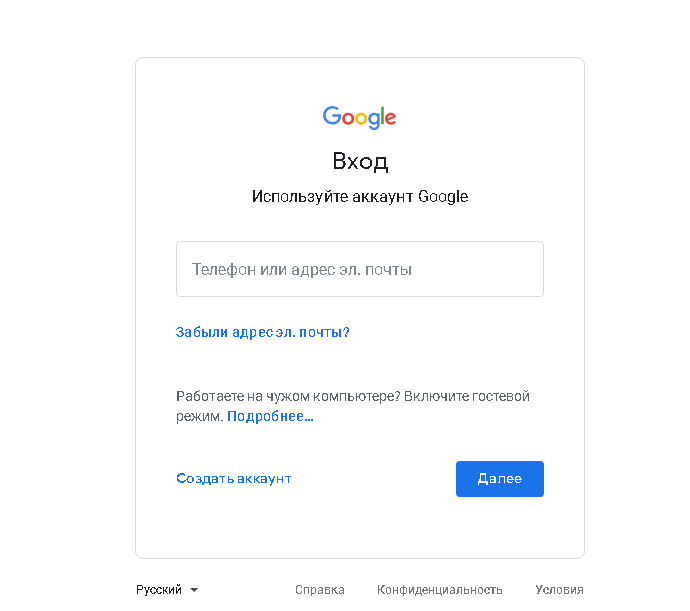 Google
Вход
Используйте аккаунт Google
Телефон или адрес эл. почты
Забыли адрес эл. почты?
Работаете на чужом компьютере? Включите гостевой
режим. Подробнее...
Создать аккаунт
Далее
Русский
Справка
Конфиденциальность
Условия